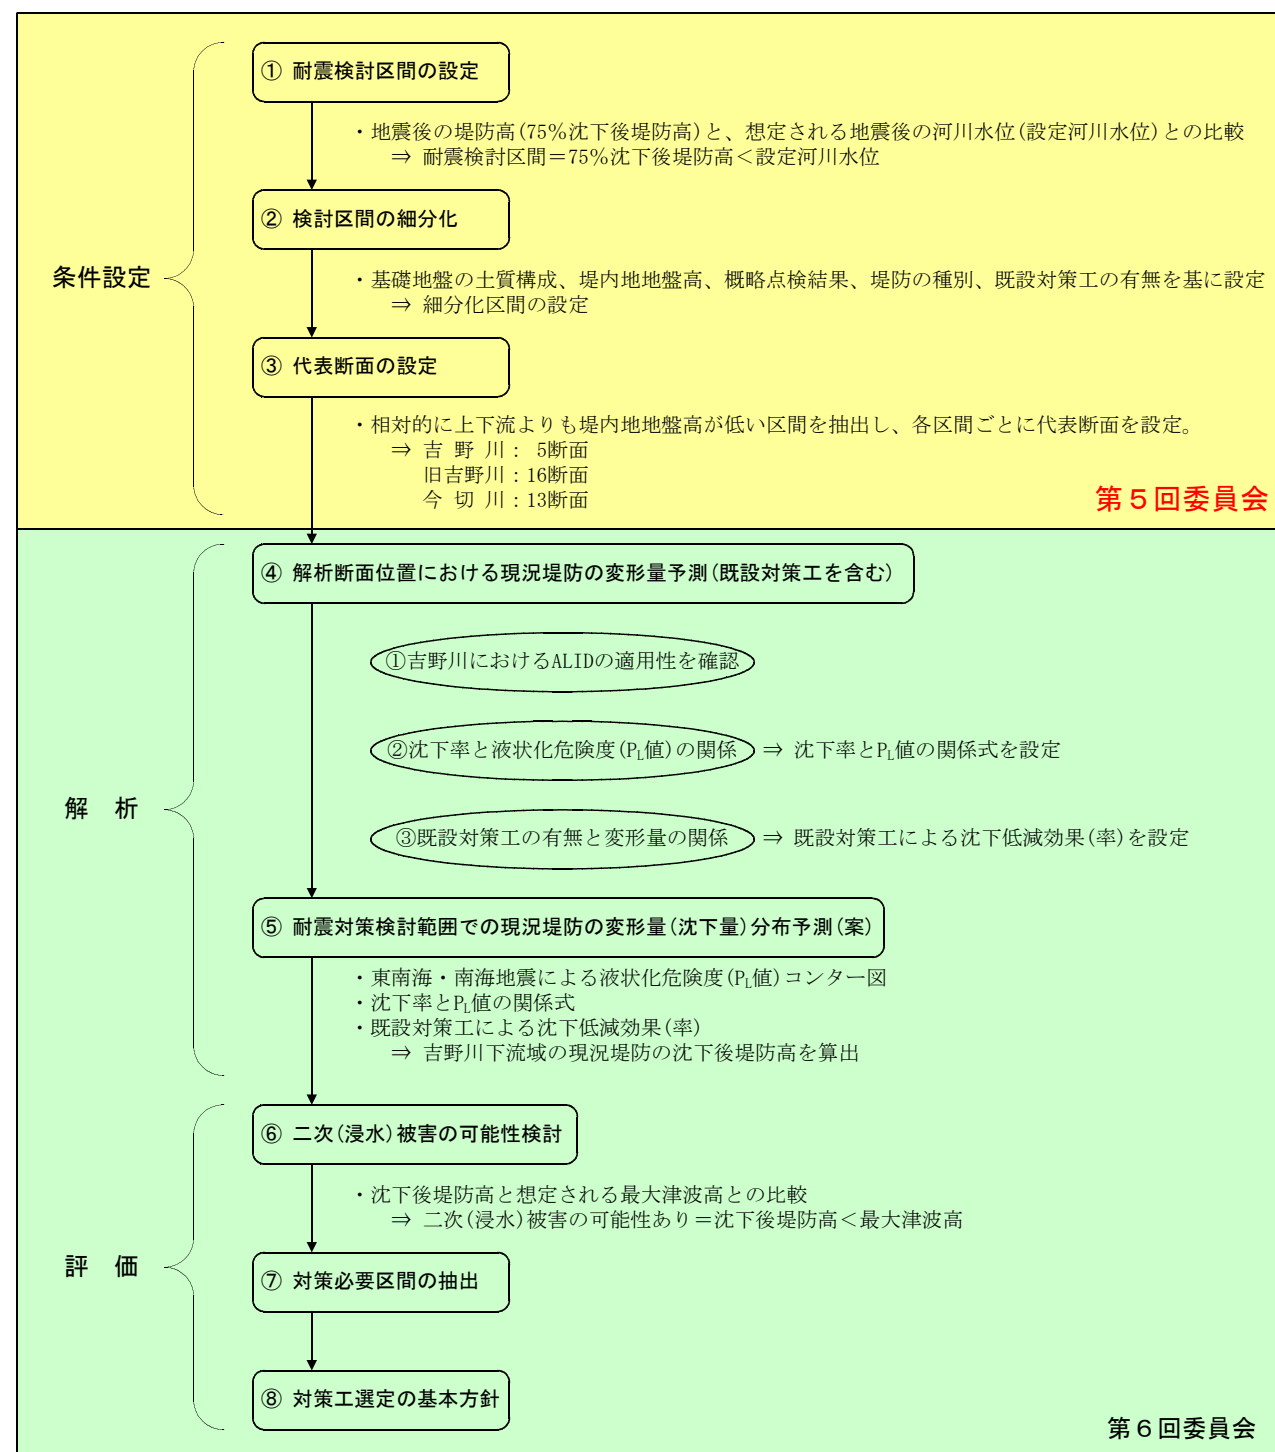 条件設定
① 耐震検討区間の設定
・地震後の堤防高(75%沈下後堤防高)と、想定される地震後の河川水位(設定河川水位)との比較
⇒ 耐震検討区間＝75%沈下後堤防高＜設定河川水位
② 検討区間の細分化
・基礎地盤の土質構成、堤内地地盤高、概略点検結果、堤防の種別、既設対策工の有無を基に設定
⇒ 細分化区間の設定
③ 代表断面の設定
・相対的に上下流よりも堤内地地盤高が低い区間を抽出し、各区間ごとに代表断面を設定。
⇒ 吉 野 川： 5断面
旧吉野川：16断面
今 切 川：13断面
第５回委員会
解　析
④ 解析断面位置における現況堤防の変形量予測(既設対策工を含む)
①吉野川におけるALIDの適用性を確認
②沈下率と液状化危険度(PL値)の関係 ⇒ 沈下率とPL値の関係式を設定
③既設対策工の有無と変形量の関係 ⇒ 既設対策工による沈下低減効果(率)を設定
⑤ 耐震対策検討範囲での現況堤防の変形量(沈下量)分布予測(案)
・東南海・南海地震による液状化危険度(PL値)コンター図
・沈下率とPL値の関係式
・既設対策工による沈下低減効果(率)
⇒ 吉野川下流域の現況堤防の沈下後堤防高を算出
評　価
⑥ 二次(浸水)被害の可能性検討
・沈下後堤防高と想定される最大津波高との比較
⇒ 二次(浸水)被害の可能性あり＝沈下後堤防高＜最大津波高
⑦ 対策必要区間の抽出
⑧ 対策工選定の基本方針
第６回委員会